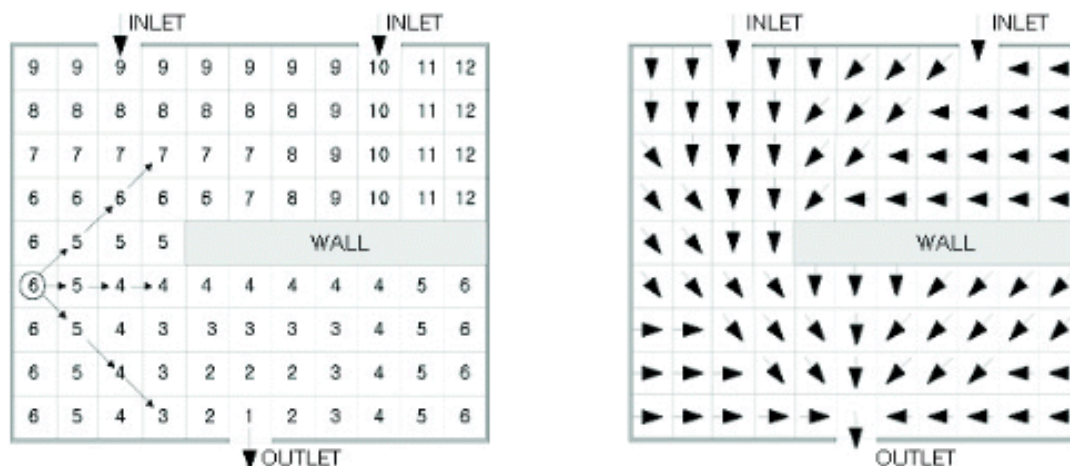 INLET INLET INLET INLET
9 9 9 9 9 9 9 9 10 11 12
8 8 8 8 8 8 8 9 10 11 12
7 7 7 7 7 7 8 9 10 11 12
6 6 6 6 6 7 8 9 10 11 12
6 5 5 5 WALL WALL
6 5 4 4 4 4 4 4 4 5 6
6 5 4 3 3 3 3 3 4 5 6
6 5 4 3 2 2 2 3 4 5 6
6 5 4 3 2 1 2 3 4 5 6
OUTLET OUTLET